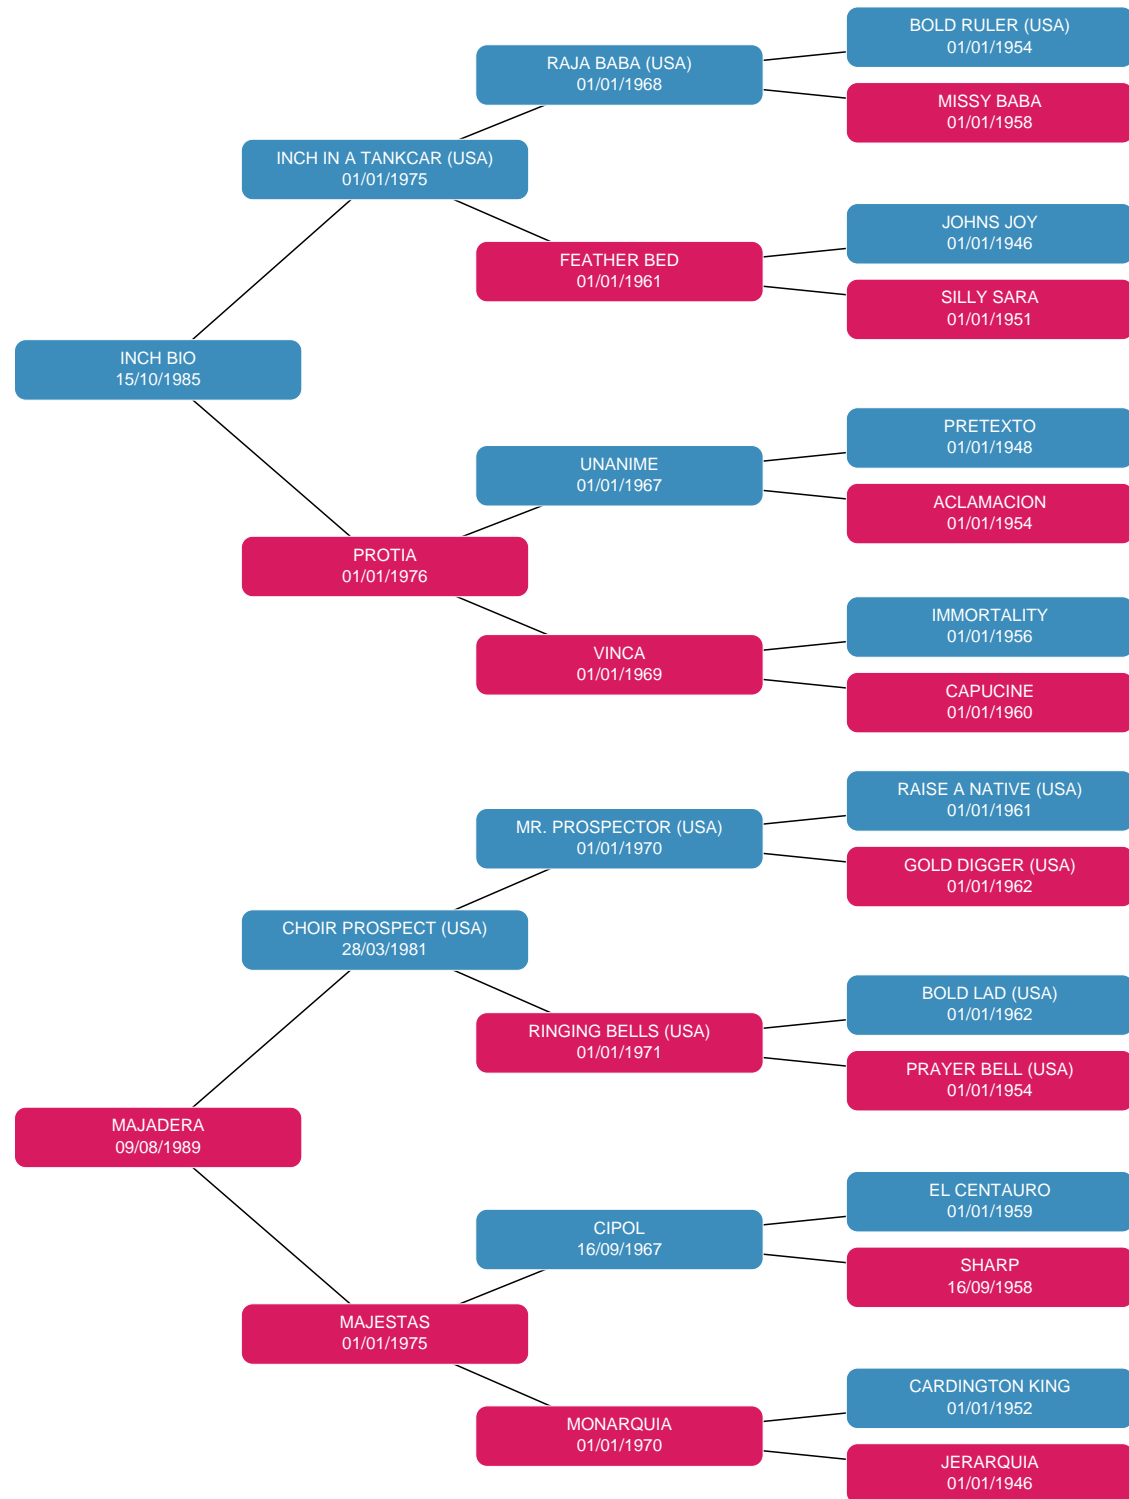 BOLD RULER (USA)
01/01/1954
RAJA BABA (USA)
01/01/1968
MISSY BABA
01/01/1958
INCH IN A TANKCAR (USA)
01/01/1975
JOHNS JOY
01/01/1946
FEATHER BED
01/01/1961
SILLY SARA
01/01/1951
INCH BIO
15/10/1985
PRETEXTO
01/01/1948
UNANIME
01/01/1967
ACLAMACION
01/01/1954
PROTIA
01/01/1976
IMMORTALITY
01/01/1956
VINCA
01/01/1969
CAPUCINE
01/01/1960
RAISE A NATIVE (USA)
01/01/1961
MR. PROSPECTOR (USA)
01/01/1970
GOLD DIGGER (USA)
01/01/1962
CHOIR PROSPECT (USA)
28/03/1981
BOLD LAD (USA)
01/01/1962
RINGING BELLS (USA)
01/01/1971
PRAYER BELL (USA)
01/01/1954
MAJADERA
09/08/1989
EL CENTAURO
01/01/1959
CIPOL
16/09/1967
SHARP
16/09/1958
MAJESTAS
01/01/1975
CARDINGTON KING
01/01/1952
MONARQUIA
01/01/1970
JERARQUIA
01/01/1946